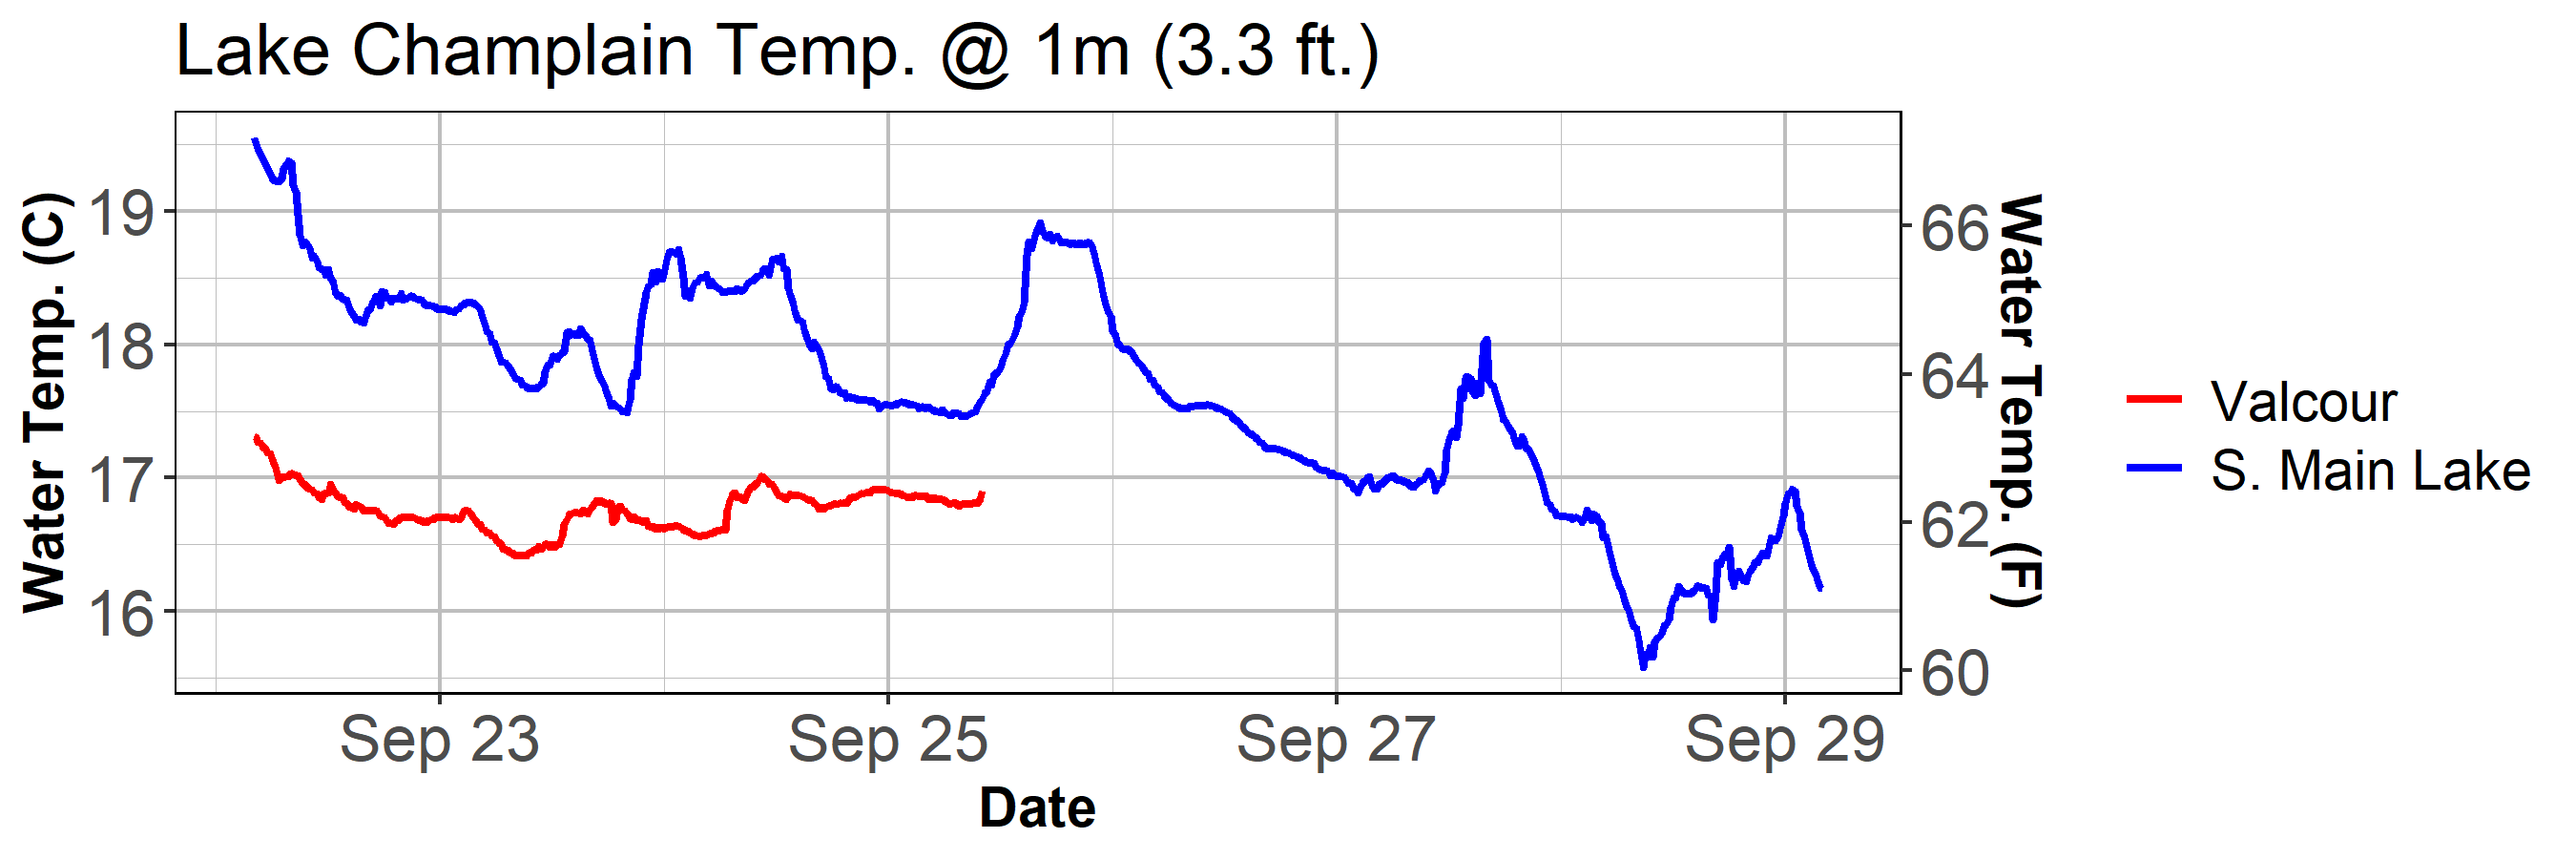 Lake Champlain Temp. @ 1m (3.3 ft.)
Water Temp. (C)
19
18
17
16
Water Temp. (F)
66
64
62
60
Sep 23
Sep 25
Sep 27
Sep 29
Date
Valcour
S. Main Lake